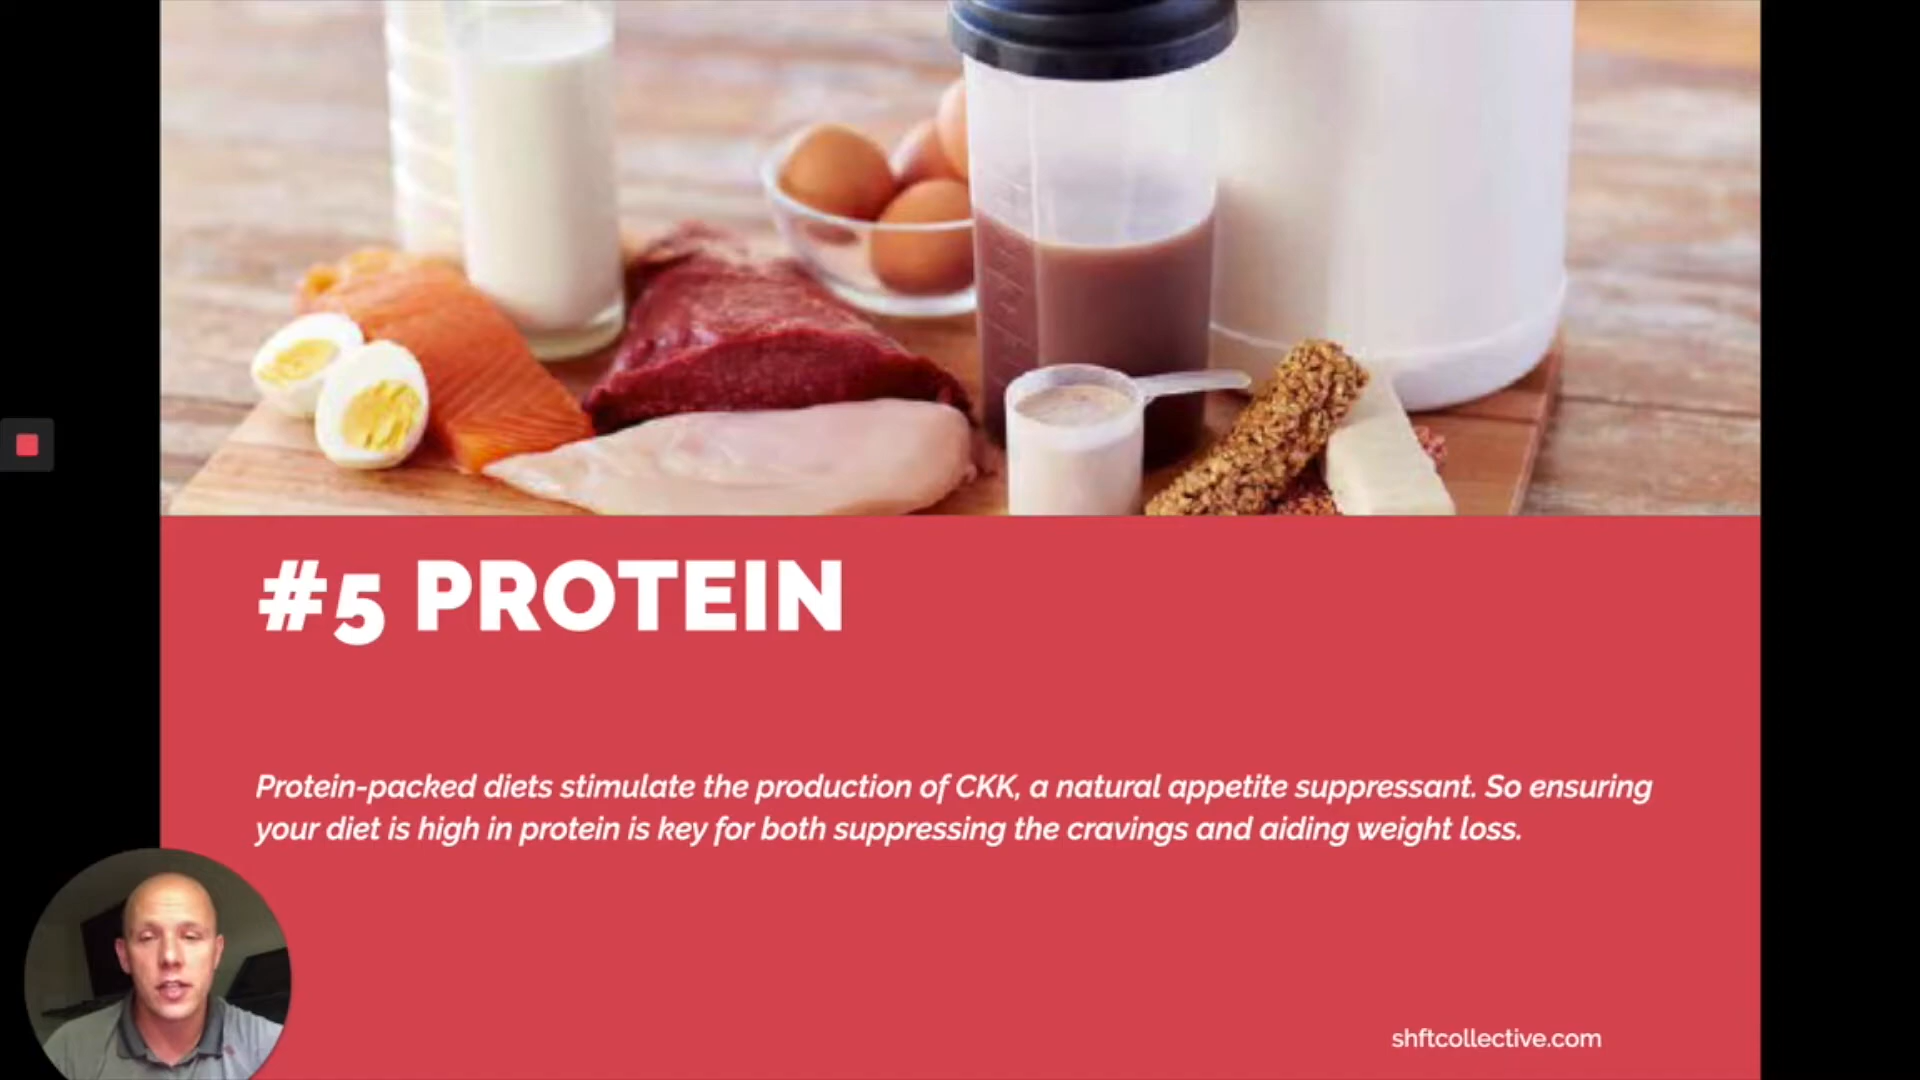 #5 PROTEIN
Protein-packed diets stimulate the production of CKK, a natural appetite suppressant. So ensuring
your diet is high in protein is key for both suppressing the cravings and aiding weight loss.
shftcollective.com